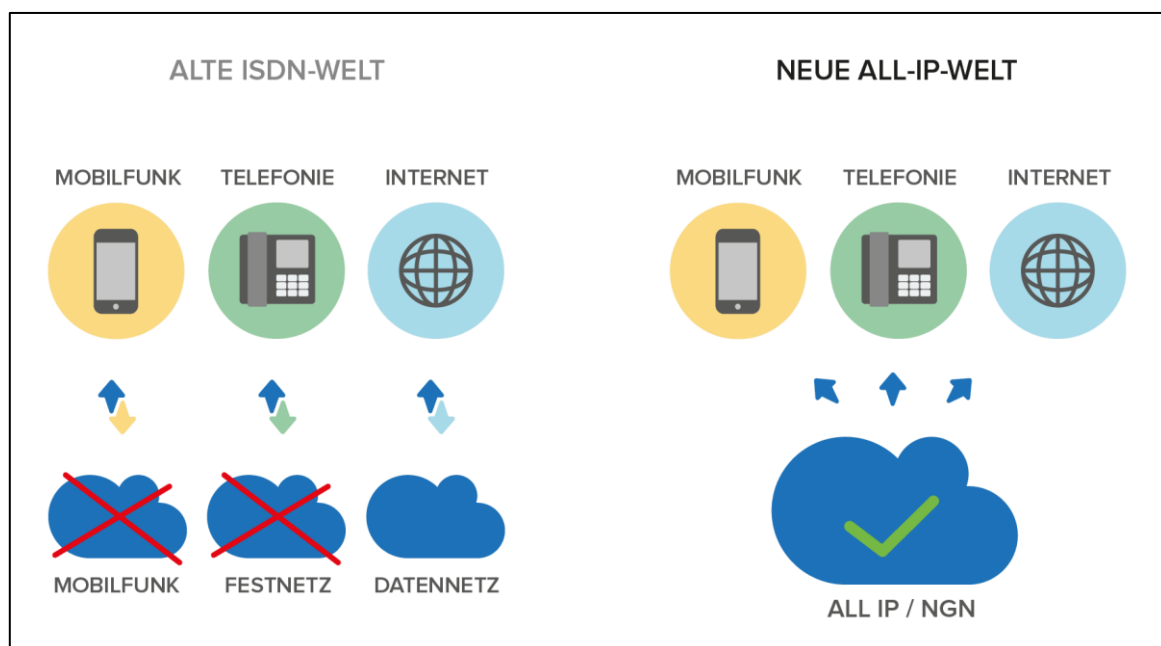 ALTE ISDN-WELT
MOBILFUNK TELEFONIE INTERNET
MOBILFUNK FESTNETZ DATENNETZ
NEUE ALL-IP-WELT
MOBILFUNK TELEFONIE INTERNET
ALL IP / NGN